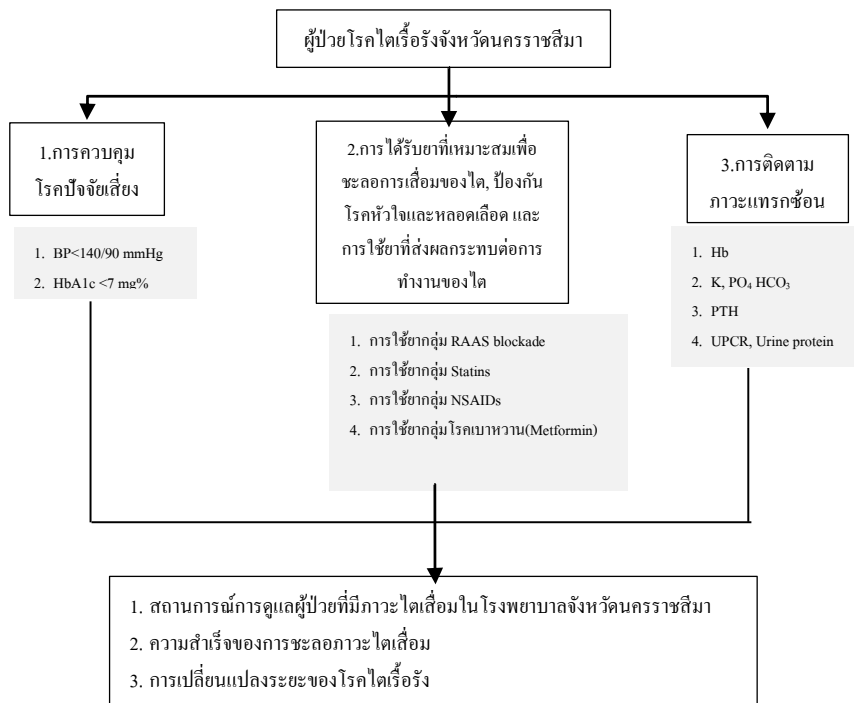 ผู้ป่วยโรคไตเรื้อรังจังหวัดนครราชสีมา
1.การควบคุม
โรคปัจจัยเสี่ยง
1. BP<140/90 mmHg
2. HbA1c <7 mg%
2.การได้รับยาที่เหมาะสมเพื่อ
ชะลอการเสื่อมของไต, ป้องกัน
โรคหัวใจและหลอดเลือด และ
การใช้ยาที่ส่งผลกระทบต่อการ
ทำงานของไต
1. การใช้ยากลุ่ม RAAS blockade
2. การใช้ยากลุ่ม Statins
3. การใช้ยากลุ่ม NSAIDs
4. การใช้ยากลุ่มโรคเบาหวาน(Metformin)
3.การติดตาม
ภาวะแทรกซ้อน
1. Hb
2. K, PO₄ HCO₃
3. PTH
4. UPCR, Urine protein
1. สถานการณ์การดูแลผู้ป่วยที่มีภาวะไตเสื่อมในโรงพยาบาลจังหวัดนครราชสีมา
2. ความสำเร็จของการชะลอภาวะไตเสื่อม
3. การเปลี่ยนแปลงระยะของโรคไตเรื้อรัง